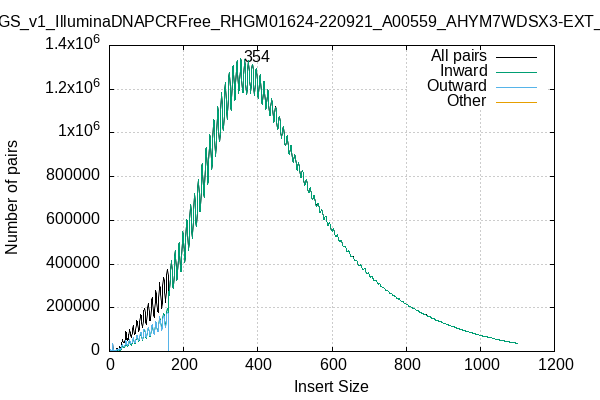 GS_v1_IlluminaDNAPCRFree_RHGM01624-220921_A00559_AHYM7WDSX3-EXT_
1.4x10^6
1.2x10^6
1x10^6
800000
600000
400000
200000
0
0 200 400 600 800 1000 1200
Number of pairs
Insert Size
354
All pairs
Inward
Outward
Other